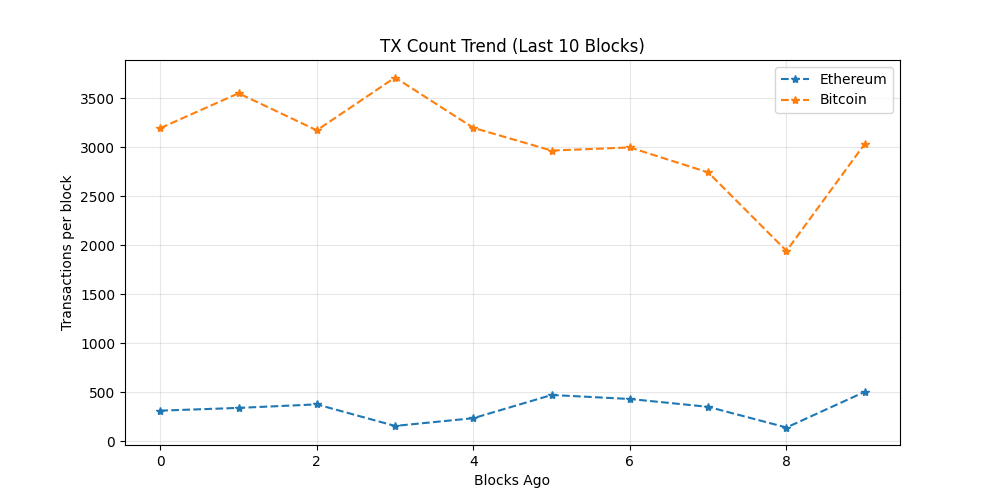 TX Count Trend (Last 10 Blocks)
Ethereum
Bitcoin
Transactions per block
3500
3000
2500
2000
1500
1000
500
0
0 2 4 6 8
Blocks Ago